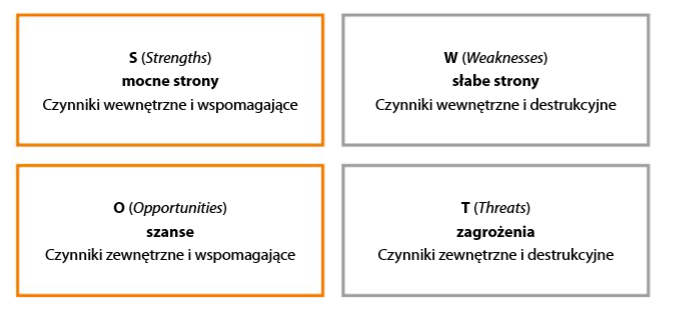 S (Strengths)
mocne strony
Czynniki wewnętrzne i wspomagające
W (Weaknesses)
słabe strony
Czynniki wewnętrzne i destrukcyjne
O (Opportunities)
szanse
Czynniki zewnętrzne i wspomagające
T (Threats)
zagrożenia
Czynniki zewnętrzne i destrukcyjne